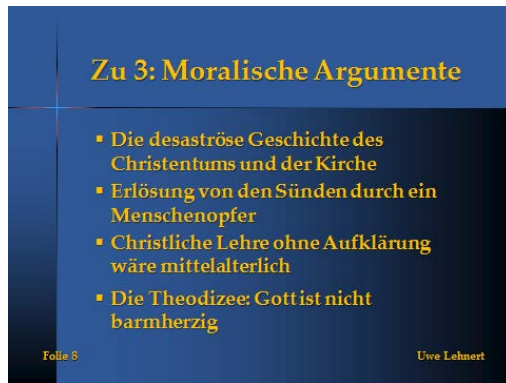 Zu 3: Moralische Argumente
▪ Die desaströse Geschichte des
Christentums und der Kirche
▪ Erlösung von den Sünden durch ein
Menschenopfer
▪ Christliche Lehre ohne Aufklärung
wäre mittelalterlich
▪ Die Theodizee: Gott ist nicht
barmherzig
Folie 8 Uwe Lehnert